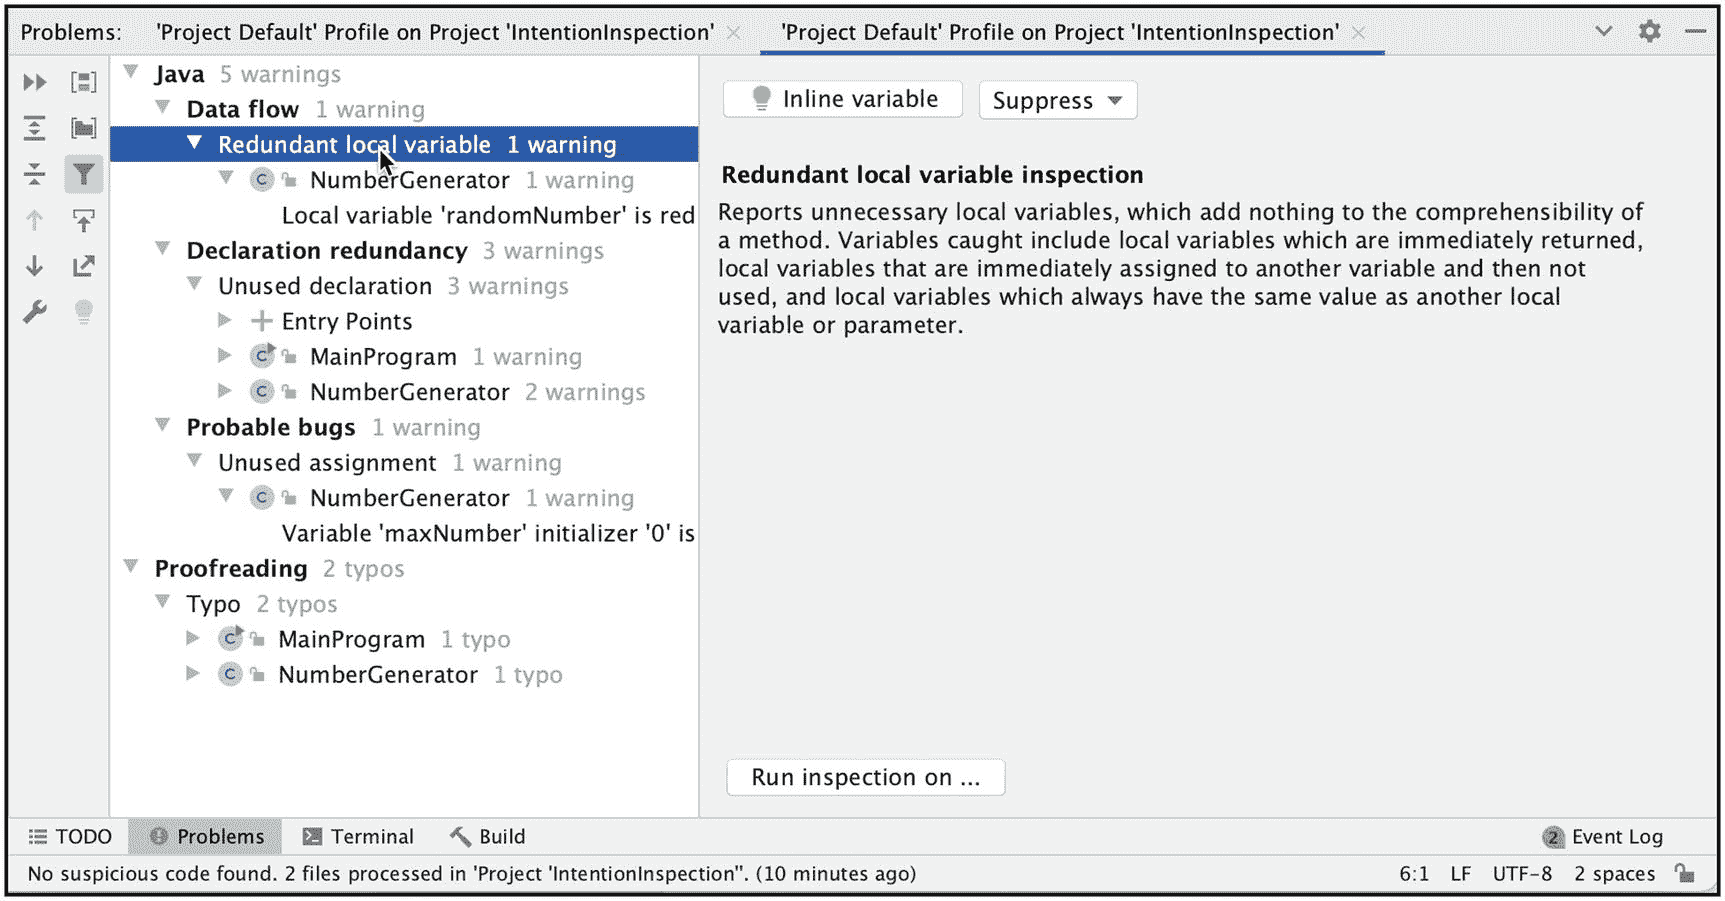 Problems: 'Project Default' Profile on Project 'IntentionInspection' 'Project Default' Profile on Project 'IntentionInspection'
Java 5 warnings
Data flow 1 warning
Redundant local variable 1 warning
NumberGenerator 1 warning
Local variable 'randomNumber' is red
Declaration redundancy 3 warnings
Unused declaration 3 warnings
Entry Points
MainProgram 1 warning
NumberGenerator 2 warnings
Probable bugs 1 warning
Unused assignment 1 warning
NumberGenerator 1 warning
Variable 'maxNumber' initializer '0' is
Proofreading 2 typos
Typo 2 typos
MainProgram 1 typo
NumberGenerator 1 typo
Inline variable Suppress
Redundant local variable inspection
Reports unnecessary local variables, which add nothing to the comprehensibility of
a method. Variables caught include local variables which are immediately returned,
local variables that are immediately assigned to another variable and then not
used, and local variables which always have the same value as another local
variable or parameter.
Run inspection on ...
TODO Problems Terminal Build 2 Event Log
No suspicious code found. 2 files processed in 'Project 'IntentionInspection''. (10 minutes ago) 6:1 LF UTF-8 2 spaces